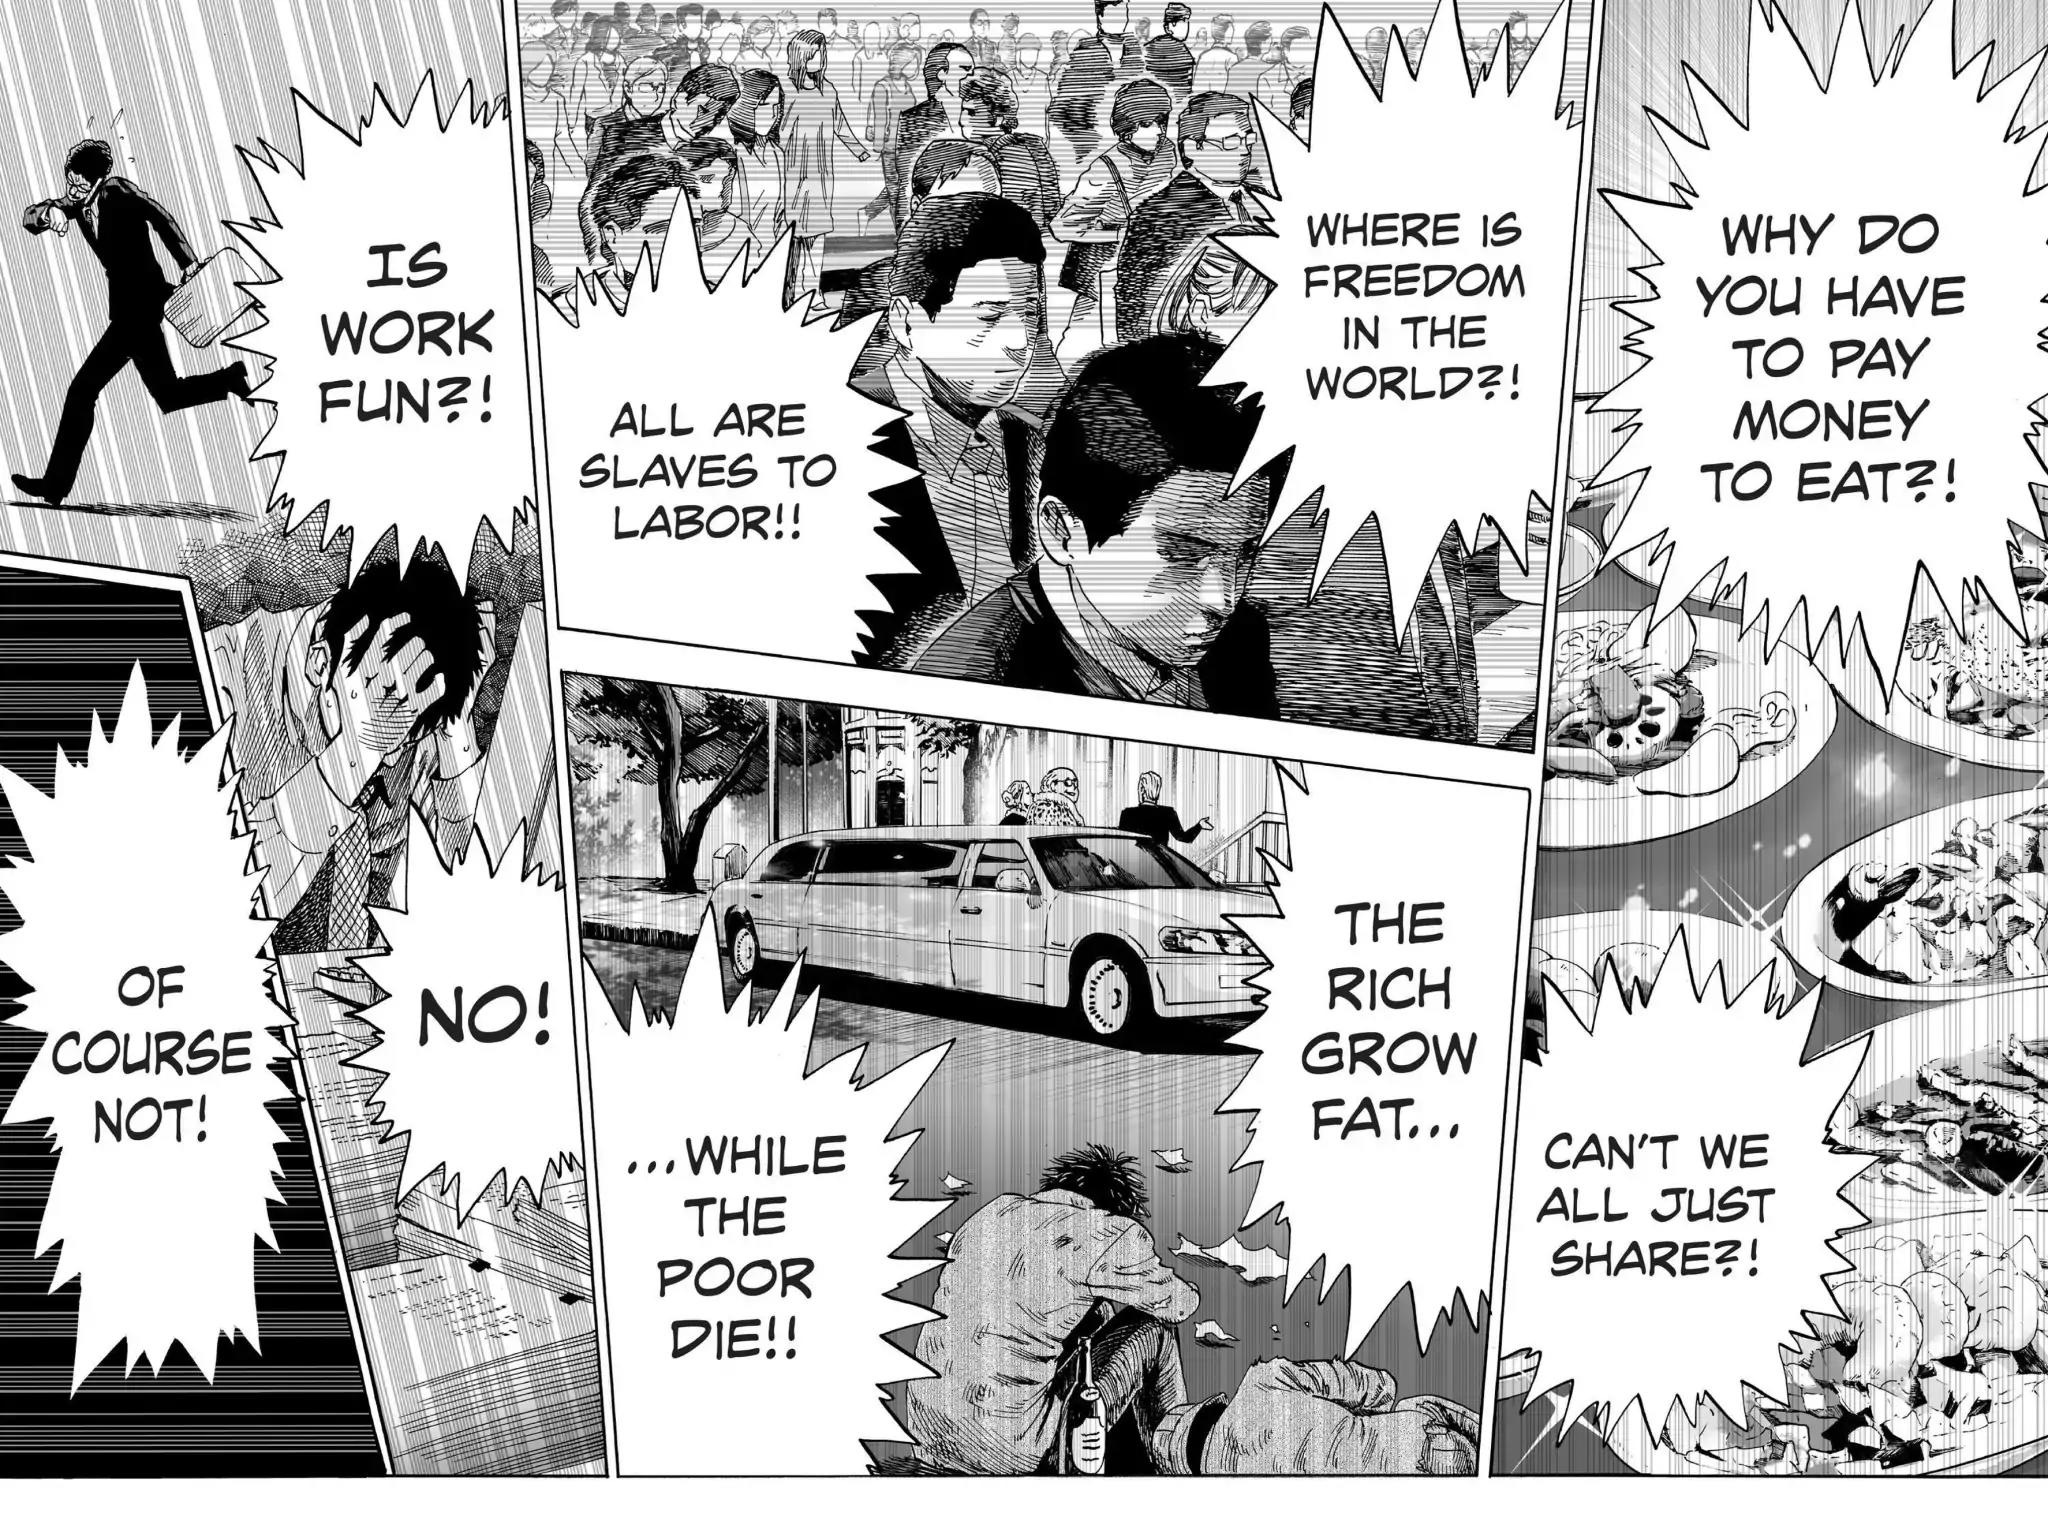 WHY DO
YOU HAVE
TO PAY
MONEY
TO EAT?!
CAN'T WE
ALL JUST
SHARE?!
WHERE IS
FREEDOM
IN THE
WORLD?!
ALL ARE
SLAVES TO
LABOR!!
THE
RICH
GROW
FAT...
...WHILE
THE
POOR
DIE!!
IS
WORK
FUN?!
NO!
OF
COURSE
NOT!